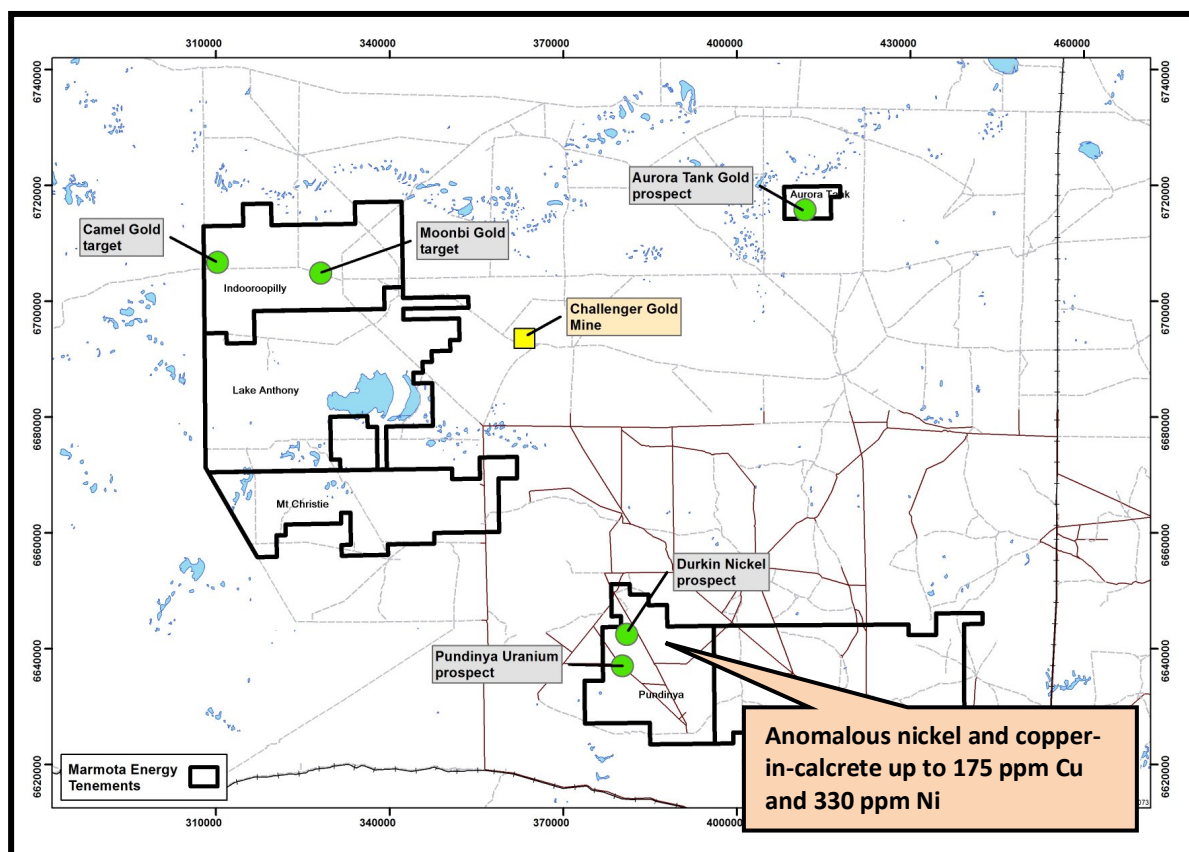 310000
340000
370000
400000
430000
460000
6740000
6740000
Aurora Tank Gold
prospect
Aurora Tank
6720000
6720000
Camel Gold
target
Moonbi Gold
target
Indooroopilly
6700000
6700000
Challenger Gold
Mine
Lake Anthony
6680000
6680000
Mt Christie
6660000
6660000
Durkin Nickel
prospect
6640000
6640000
Pundinya Uranium
prospect
Pundinya
Anomalous nickel and copper-
in-calcrete up to 175 ppm Cu
and 330 ppm Ni
Marmota Energy
Tenements
6620000
6620000
073
310000
340000
370000
400000
430000
460000